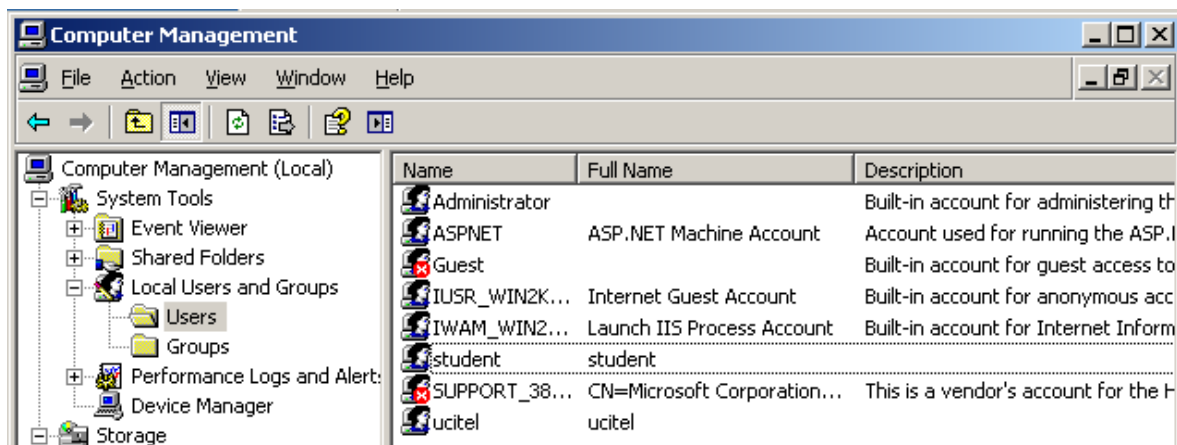 Computer Management
File Action View Window Help
Computer Management (Local)
System Tools
Event Viewer
Shared Folders
Local Users and Groups
Users
Groups
Performance Logs and Alert
Device Manager
Storage
Name Full Name Description
Administrator Built-in account for administering th
ASPNET ASP.NET Machine Account Account used for running the ASP.
Guest Built-in account for guest access to
IUSR_WIN2K... Internet Guest Account Built-in account for anonymous acc
IWAM_WIN2... Launch IIS Process Account Built-in account for Internet Inform
student student
SUPPORT_38... CN=Microsoft Corporation... This is a vendor's account for the H
ucitel ucitel